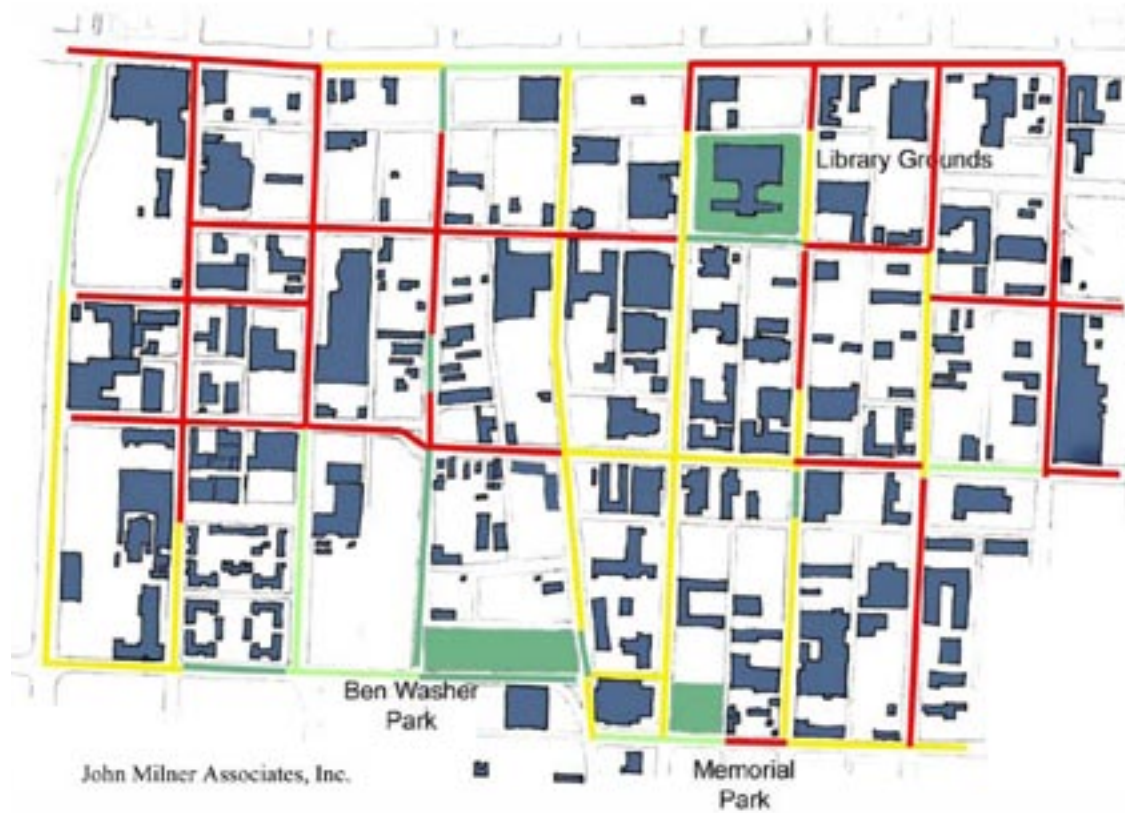 Library Grounds
Ben Washer
Park
John Milner Associates, Inc.
Memorial
Park